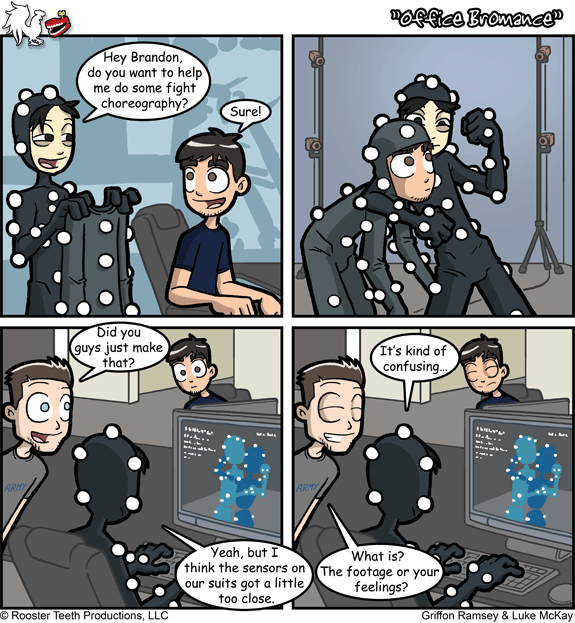 "Office Bromance"
Hey Brandon,
do you want to help
me do some fight
choreography?
Sure!
Did you
guys just make
that?
ARMY
Yeah, but I
think the sensors on
our suits got a little
too close.
It's kind of
confusing...
ARMY
What is?
The footage or your
feelings?
© Rooster Teeth Productions, LLC
Griffon Ramsey & Luke McKay